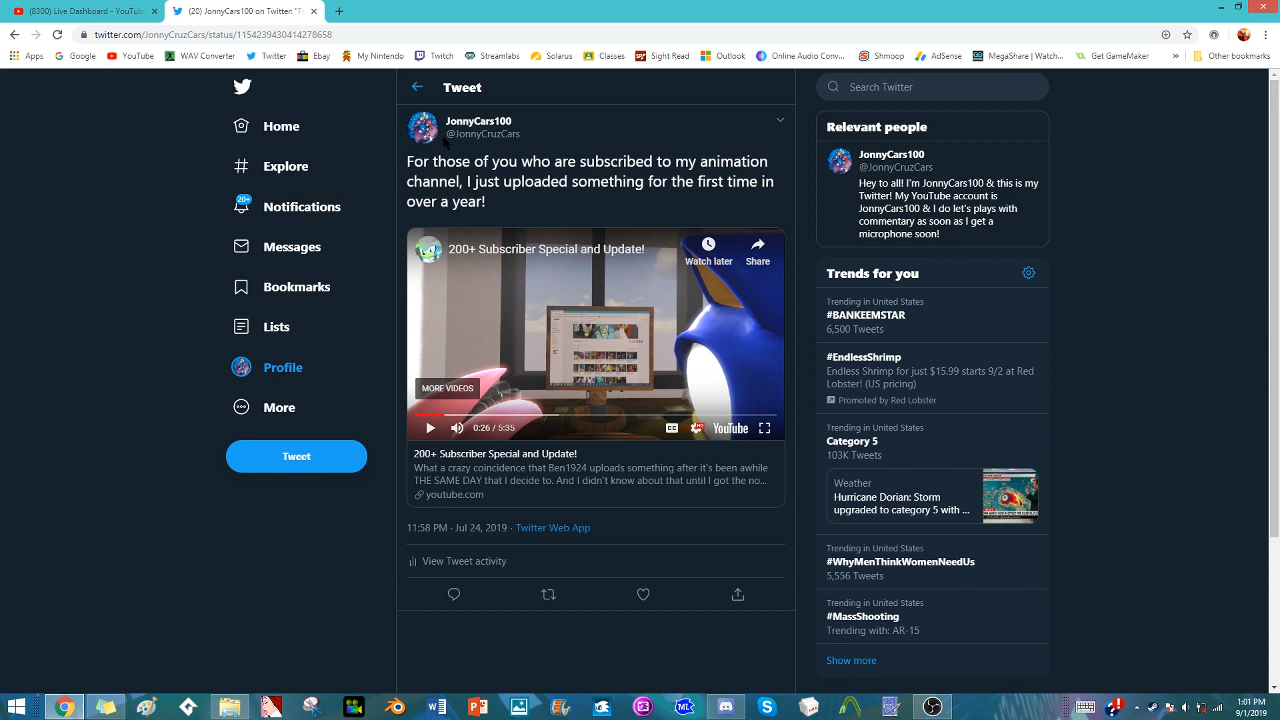 (8300) Live Dashboard - YouTube
(20) JonnyCars100 on Twitter: "Fo
twitter.com/JonnyCruzCars/status/1154239430414278658
Apps Google YouTube WAV Converter Twitter Ebay My Nintendo Twitch Streamlabs Solarus Classes Sight Read Outlook Online Audio Conv... Shmoop AdSense MegaShare | Watch... Get GameMaker » Other bookmarks
Home
Explore
20+
Notifications
Messages
Bookmarks
Lists
Profile
More
Tweet
Tweet
JonnyCars100
@JonnyCruzCars
For those of you who are subscribed to my animation
channel, I just uploaded something for the first time in
over a year!
200+ Subscriber Special and Update!
Watch later Share
MORE VIDEOS
0:26 / 5:35
CC HD YouTube
200+ Subscriber Special and Update!
What a crazy coincidence that Ben1924 uploads something after it's been awhile
THE SAME DAY that I decide to. And I didn't know about that until I got the no...
youtube.com
11:58 PM · Jul 24, 2019 · Twitter Web App
View Tweet activity
Search Twitter
Relevant people
JonnyCars100
@JonnyCruzCars
Hey to all! I'm JonnyCars100 & this is my
Twitter! My YouTube account is
JonnyCars100 & I do let's plays with
commentary as soon as I get a
microphone soon!
Trends for you
Trending in United States
#BANKEEMSTAR
6,500 Tweets
#EndlessShrimp
Endless Shrimp for just $15.99 starts 9/2 at Red
Lobster! (US pricing)
Promoted by Red Lobster
Trending in United States
Category 5
103K Tweets
Weather
Hurricane Dorian: Storm
upgraded to category 5 with ...
Trending in United States
#WhyMenThinkWomenNeedUs
5,556 Tweets
Trending in United States
#MassShooting
Trending with: AR-15
Show more
1:01 PM
9/1/2019